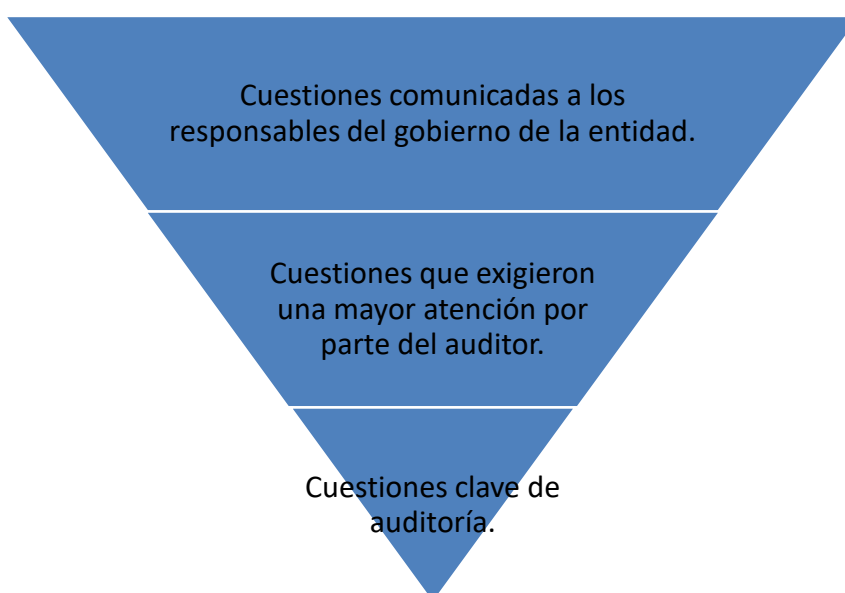 Cuestiones comunicadas a los
responsables del gobierno de la entidad.
Cuestiones que exigieron
una mayor atención por
parte del auditor.
Cuestiones clave de
auditoría.